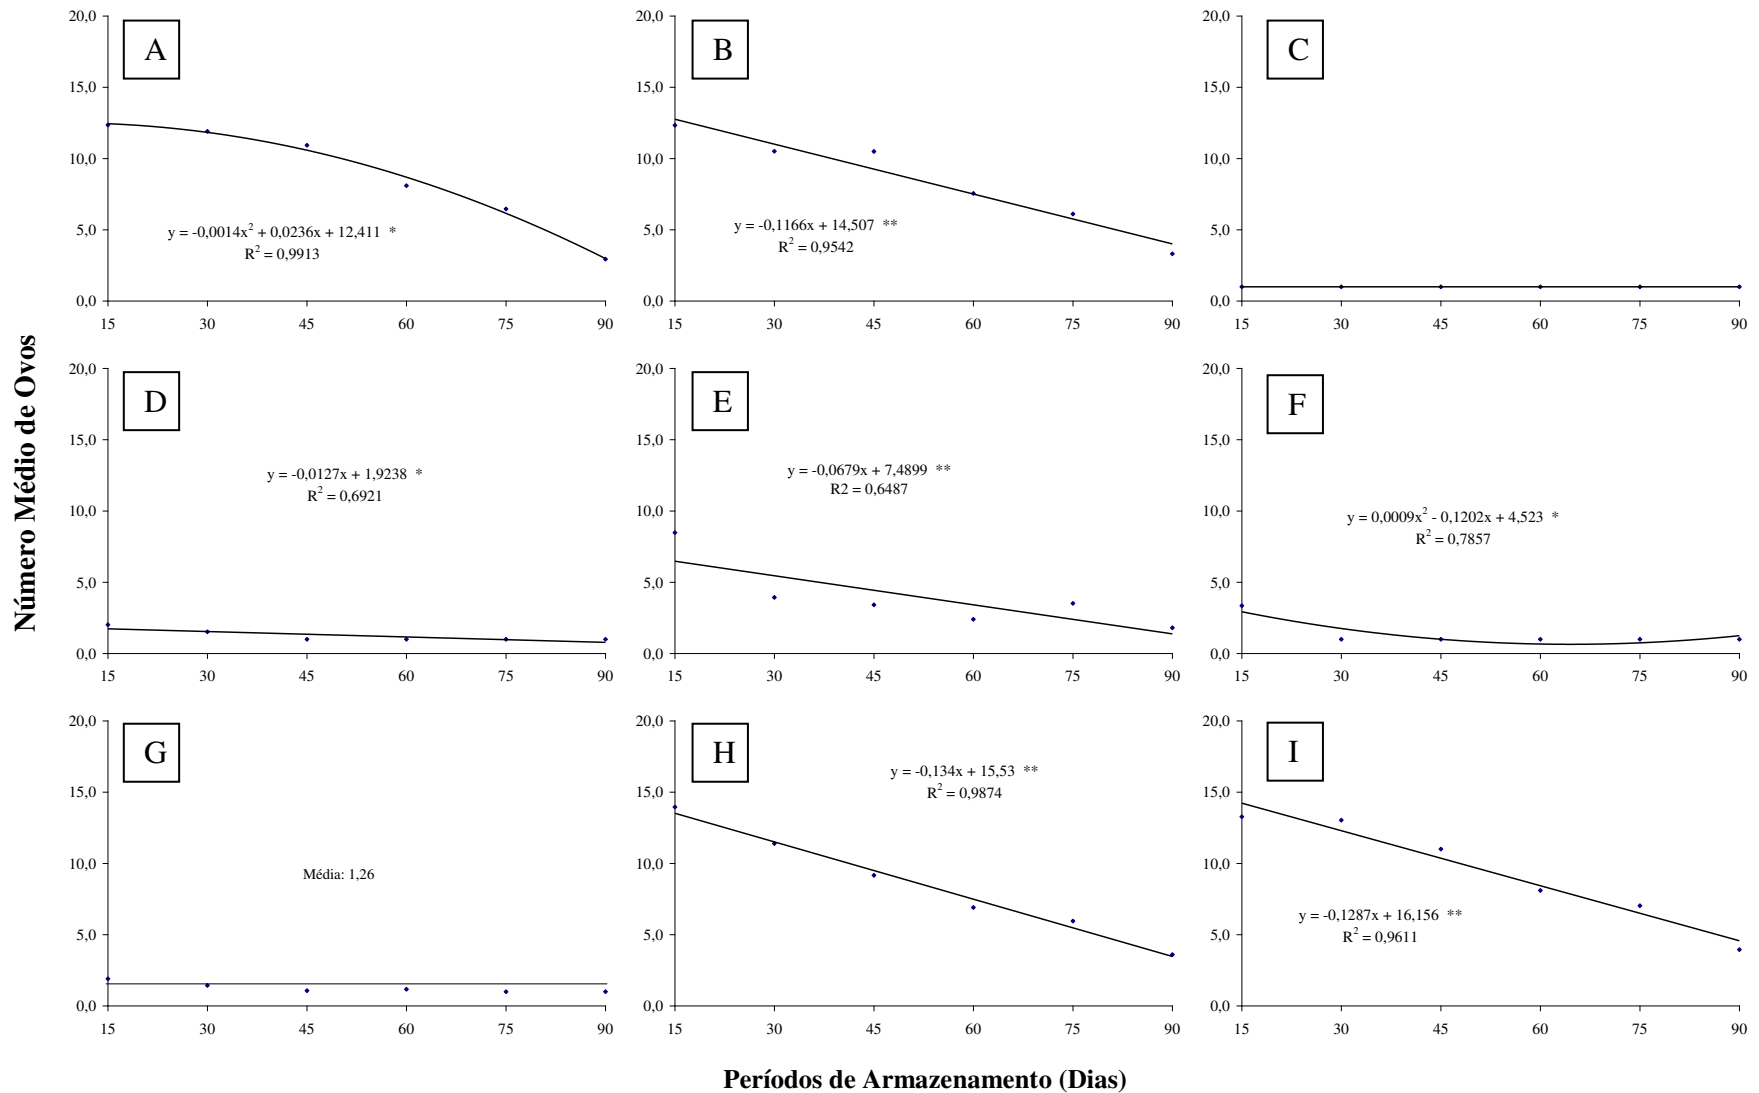 Número Médio de Ovos
A
20,0
15,0
10,0
5,0
0,0
y = -0,0014x² + 0,0236x + 12,411 *
R² = 0,9913
15 30 45 60 75 90
B
20,0
15,0
10,0
5,0
0,0
y = -0,1166x + 14,507 **
R² = 0,9542
15 30 45 60 75 90
C
20,0
15,0
10,0
5,0
0,0
15 30 45 60 75 90
D
20,0
15,0
10,0
5,0
0,0
y = -0,0127x + 1,9238 *
R² = 0,6921
15 30 45 60 75 90
E
20,0
15,0
10,0
5,0
0,0
y = -0,0679x + 7,4899 **
R2 = 0,6487
15 30 45 60 75 90
F
20,0
15,0
10,0
5,0
0,0
y = 0,0009x² - 0,1202x + 4,523 *
R² = 0,7857
15 30 45 60 75 90
G
20,0
15,0
10,0
5,0
0,0
Média: 1,26
15 30 45 60 75 90
H
20,0
15,0
10,0
5,0
0,0
y = -0,134x + 15,53 **
R² = 0,9874
15 30 45 60 75 90
I
20,0
15,0
10,0
5,0
0,0
y = -0,1287x + 16,156 **
R² = 0,9611
15 30 45 60 75 90
Períodos de Armazenamento (Dias)